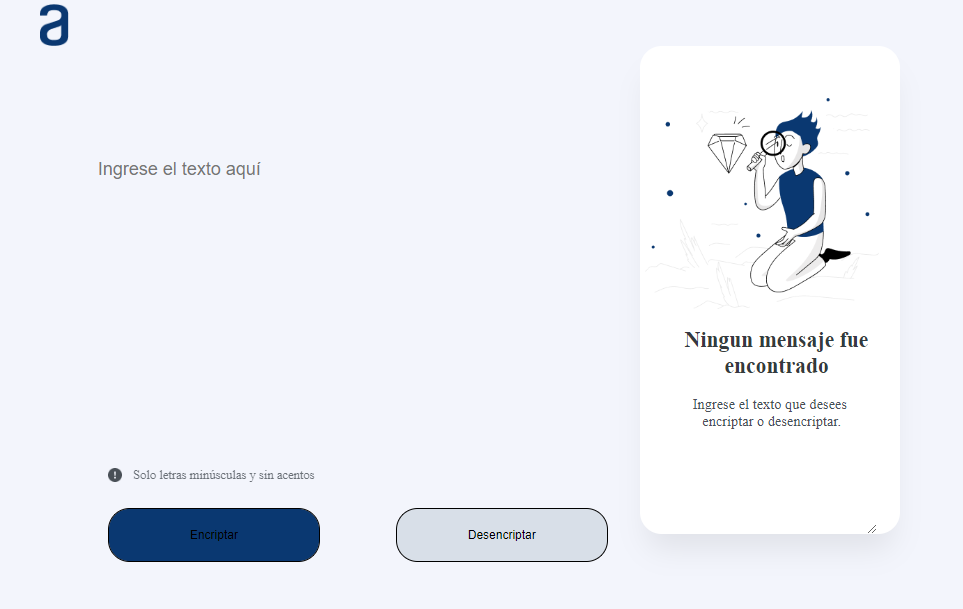 a
Ingrese el texto aquí
Ningun mensaje fue
encontrado
Ingrese el texto que desees
encriptar o desencriptar.
! Solo letras minúsculas y sin acentos
Encriptar
Desencriptar